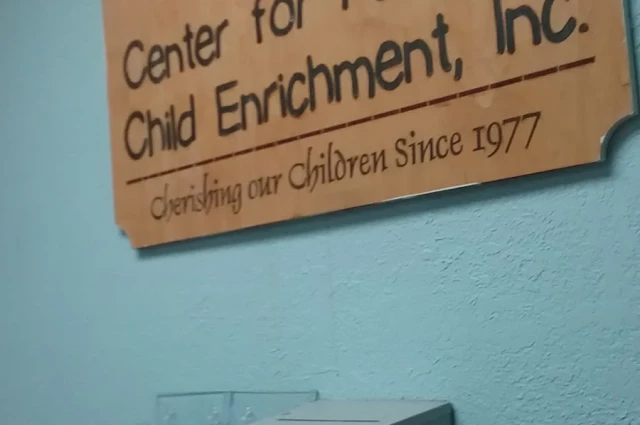 Center for
Child Enrichment, Inc.
Cherishing our Children Since 1977